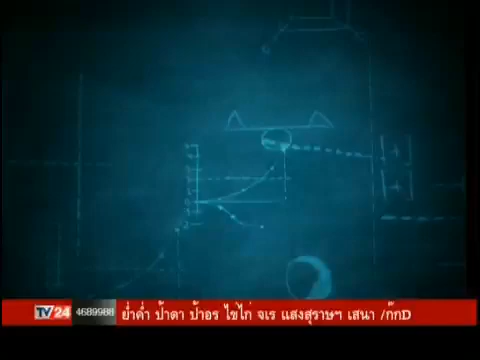 TV24 4689988 ย่ำค่ำ ป้าดา ป้าอร ไข่ไก่ จเร แสงสุราษฯ เสนา /ก๊กD